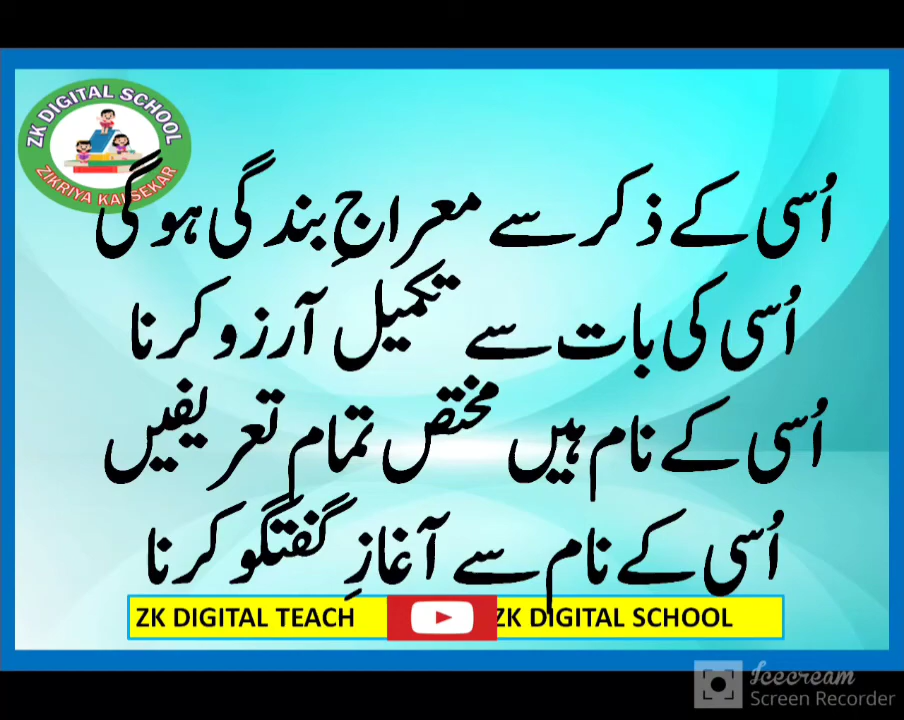 ZK DIGITAL SCHOOL
ZIKRIYA KALSEKAR
اُسی کے ذکر سے معراجِ بندگی ہوگی
اُسی کی بات سے تکمیل آرزو کرنا
اُسی کے نام ہیں مختص تمام تعریفیں
اُسی کے نام سے آغازِ گفتگو کرنا
ZK DIGITAL TEACH ZK DIGITAL SCHOOL
Icecream
Screen Recorder